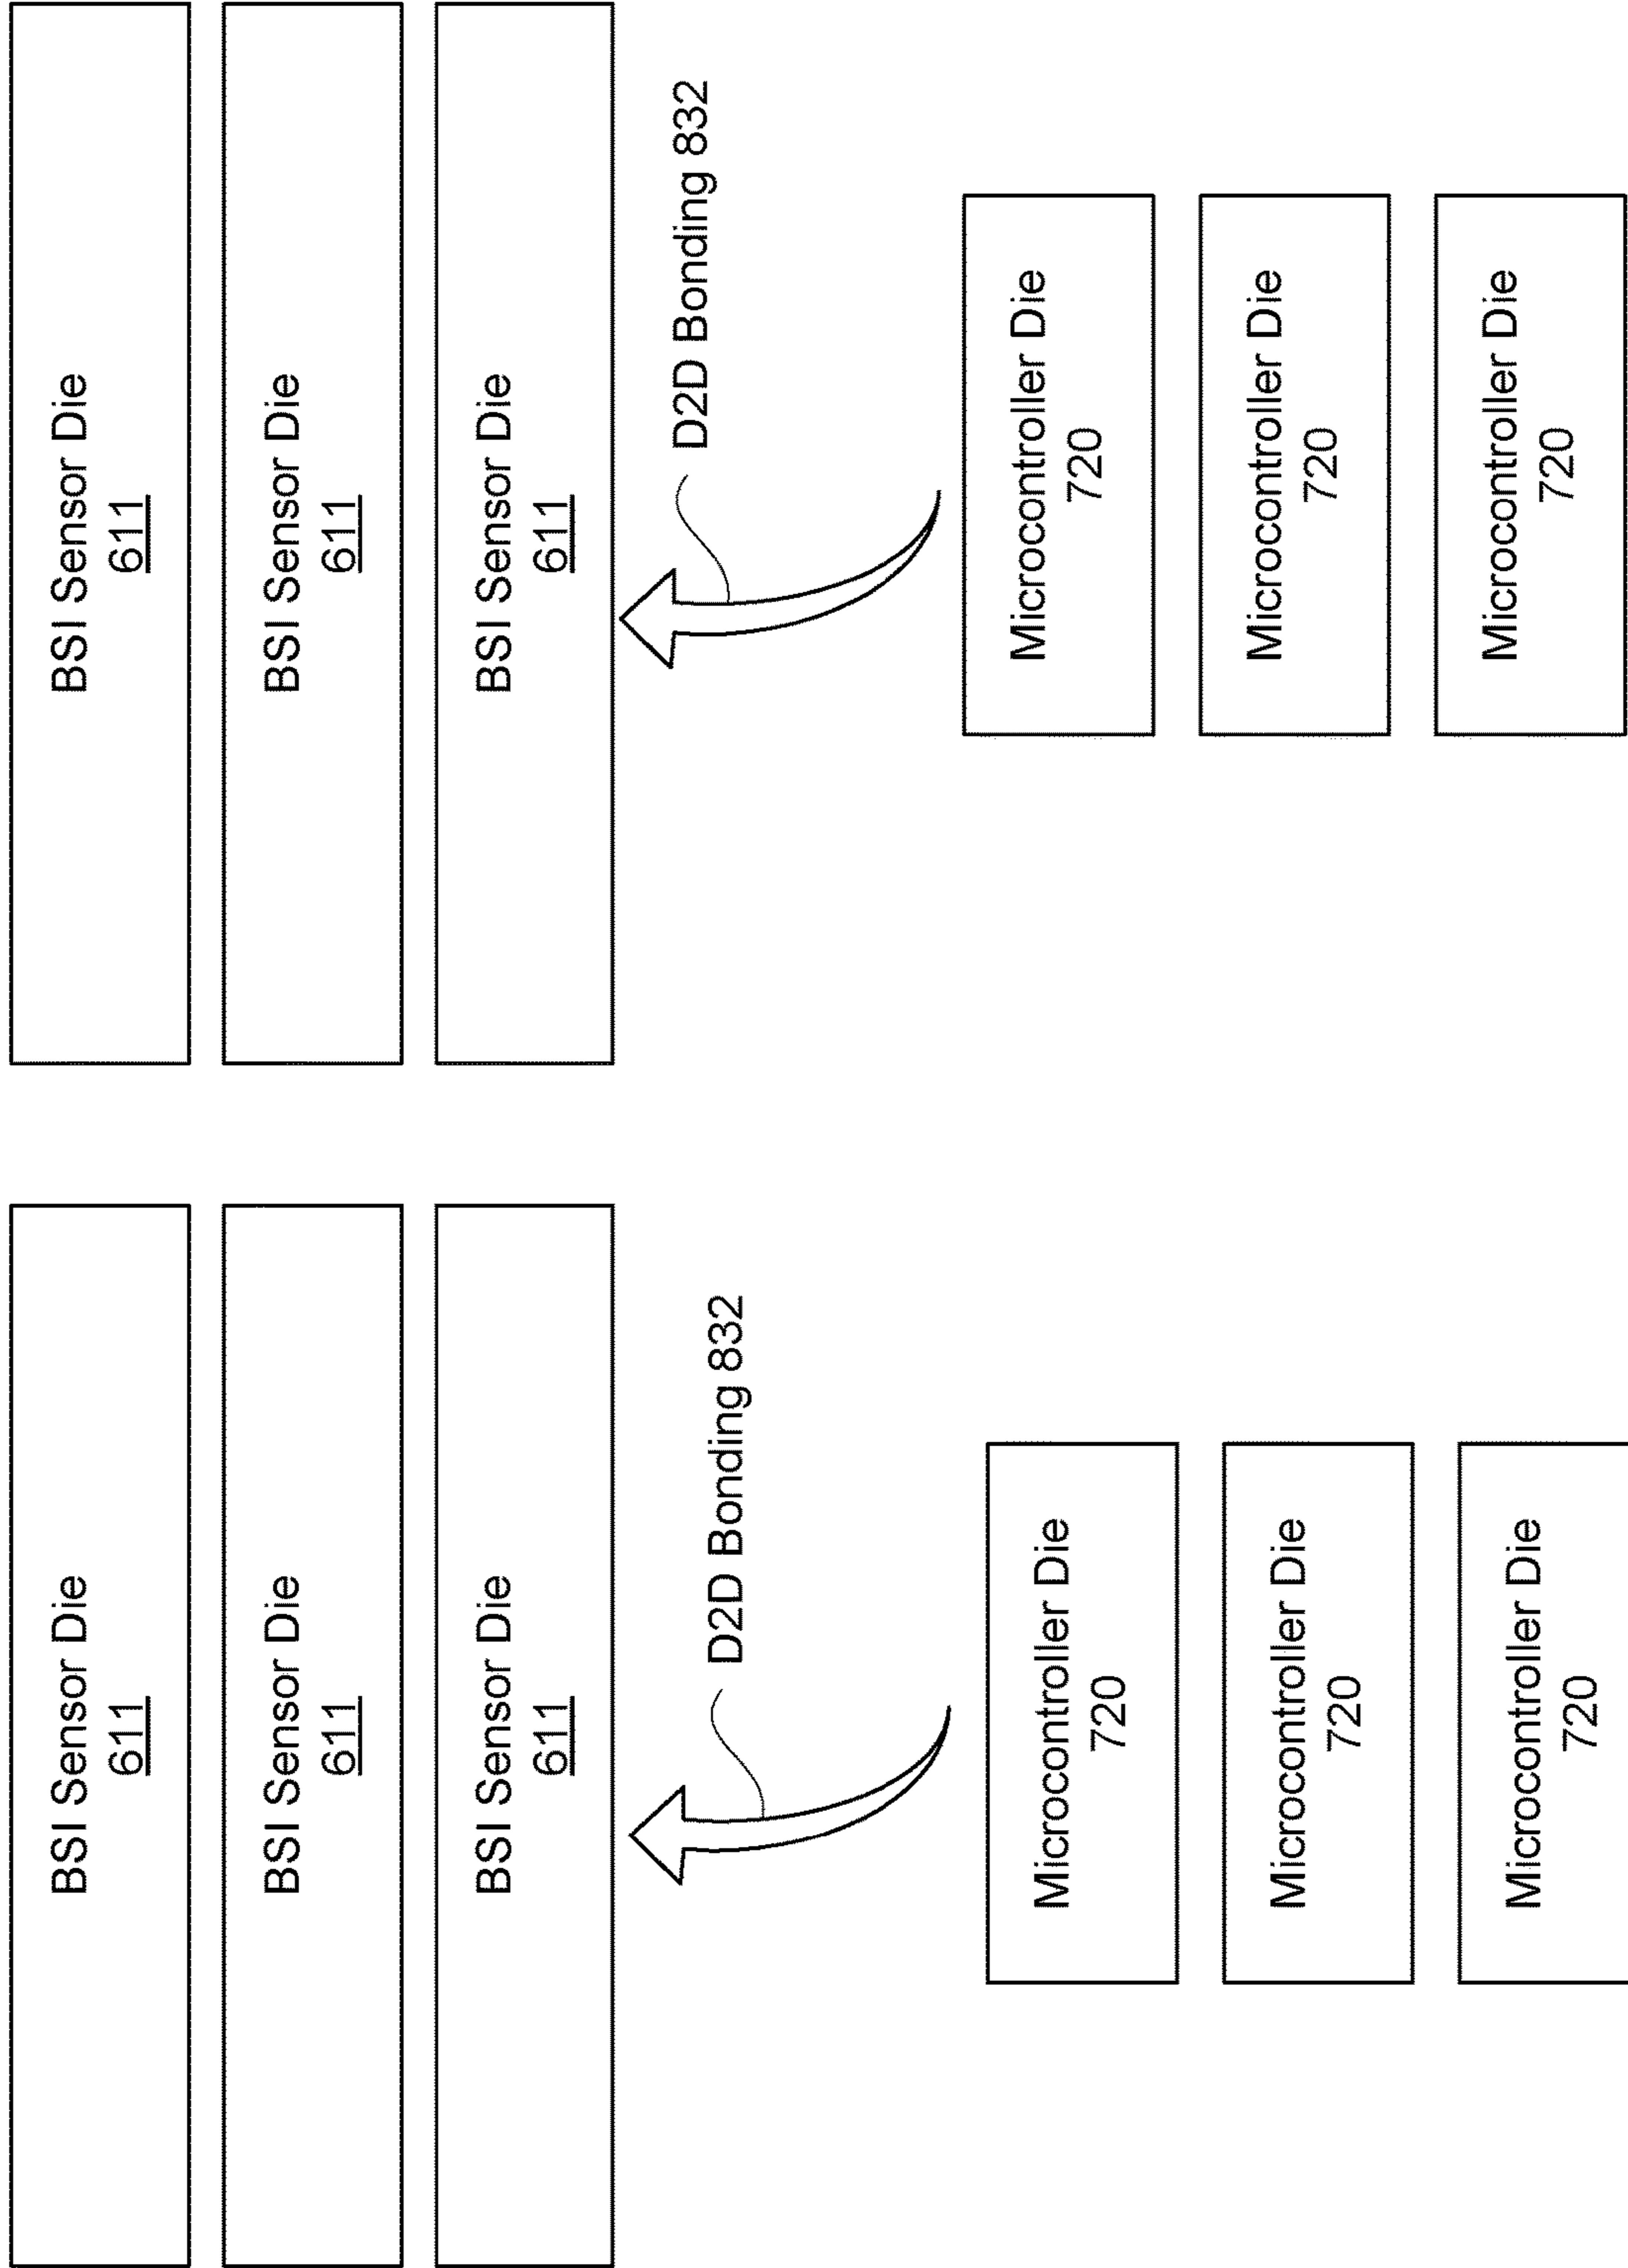 BSI Sensor Die
611
BSI Sensor Die
611
BSI Sensor Die
611
D2D Bonding 832
Microcontroller Die
720
Microcontroller Die
720
Microcontroller Die
720
BSI Sensor Die
611
BSI Sensor Die
611
BSI Sensor Die
611
D2D Bonding 832
Microcontroller Die
720
Microcontroller Die
720
Microcontroller Die
720